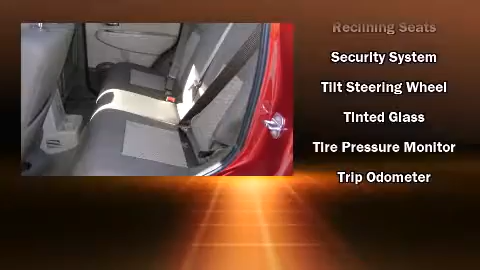 Reclining Seats
Security System
Tilt Steering Wheel
Tinted Glass
Tire Pressure Monitor
Trip Odometer